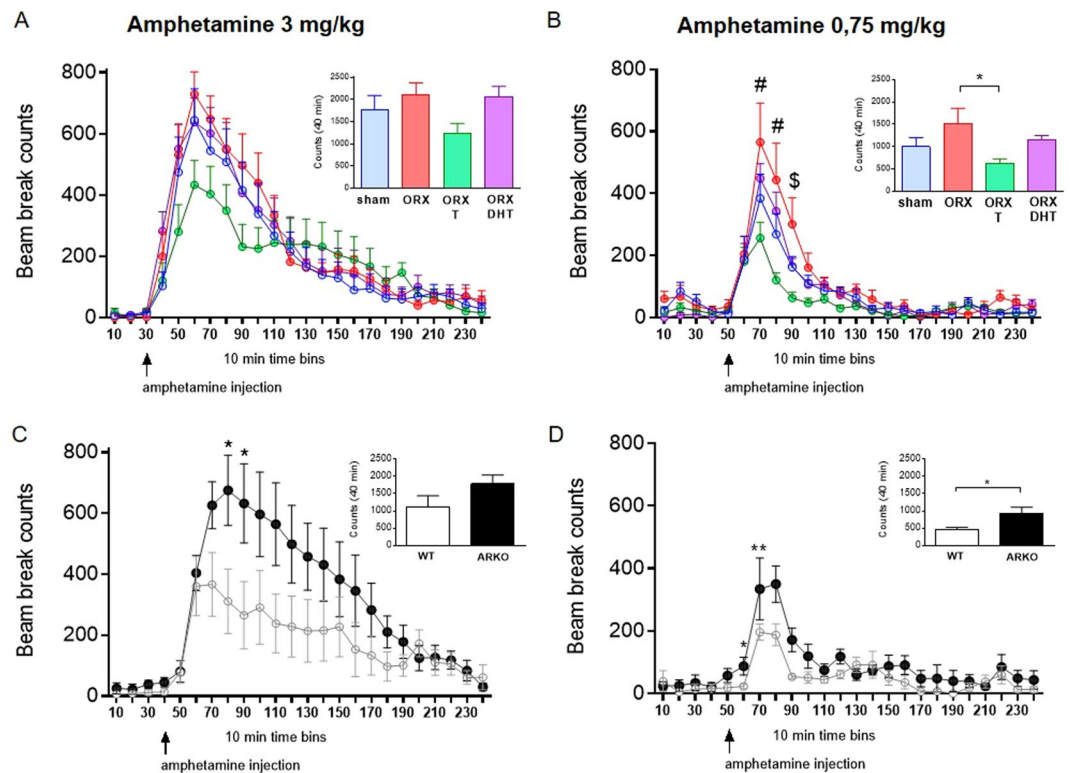 A
Amphetamine 3 mg/kg
800
600
400
200
0
Beam break counts
10 30 50 70 90 110 130 150 170 190 210 230
10 min time bins
amphetamine injection
2500
2000
1500
1000
500
0
Counts (40 min)
sham ORX ORX T ORX DHT
B
Amphetamine 0,75 mg/kg
800
600
400
200
0
Beam break counts
# # $
10 30 50 70 90 110 130 150 170 190 210 230
10 min time bins
amphetamine injection
2500
2000
1500
1000
500
0
Counts (40 min)
*
sham ORX ORX T ORX DHT
C
800
600
400
200
0
Beam break counts
* *
10 30 50 70 90 110 130 150 170 190 210 230
10 min time bins
amphetamine injection
2500
2000
1500
1000
500
0
Counts (40 min)
WT ARKO
D
800
600
400
200
0
Beam break counts
* **
10 30 50 70 90 110 130 150 170 190 210 230
10 min time bins
amphetamine injection
2500
2000
1500
1000
500
0
Counts (40 min)
*
WT ARKO